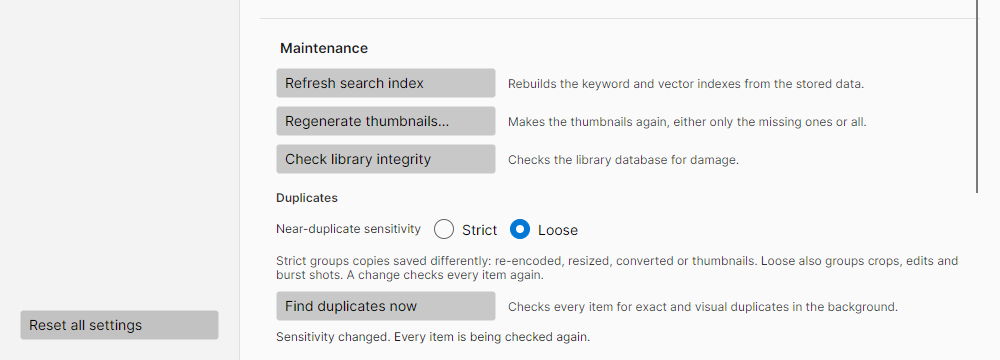 Maintenance
Refresh search index
Rebuilds the keyword and vector indexes from the stored data.
Regenerate thumbnails...
Makes the thumbnails again, either only the missing ones or all.
Check library integrity
Checks the library database for damage.
Duplicates
Near-duplicate sensitivity
Strict
Loose
Strict groups copies saved differently: re-encoded, resized, converted or thumbnails. Loose also groups crops, edits and
burst shots. A change checks every item again.
Find duplicates now
Checks every item for exact and visual duplicates in the background.
Reset all settings
Sensitivity changed. Every item is being checked again.